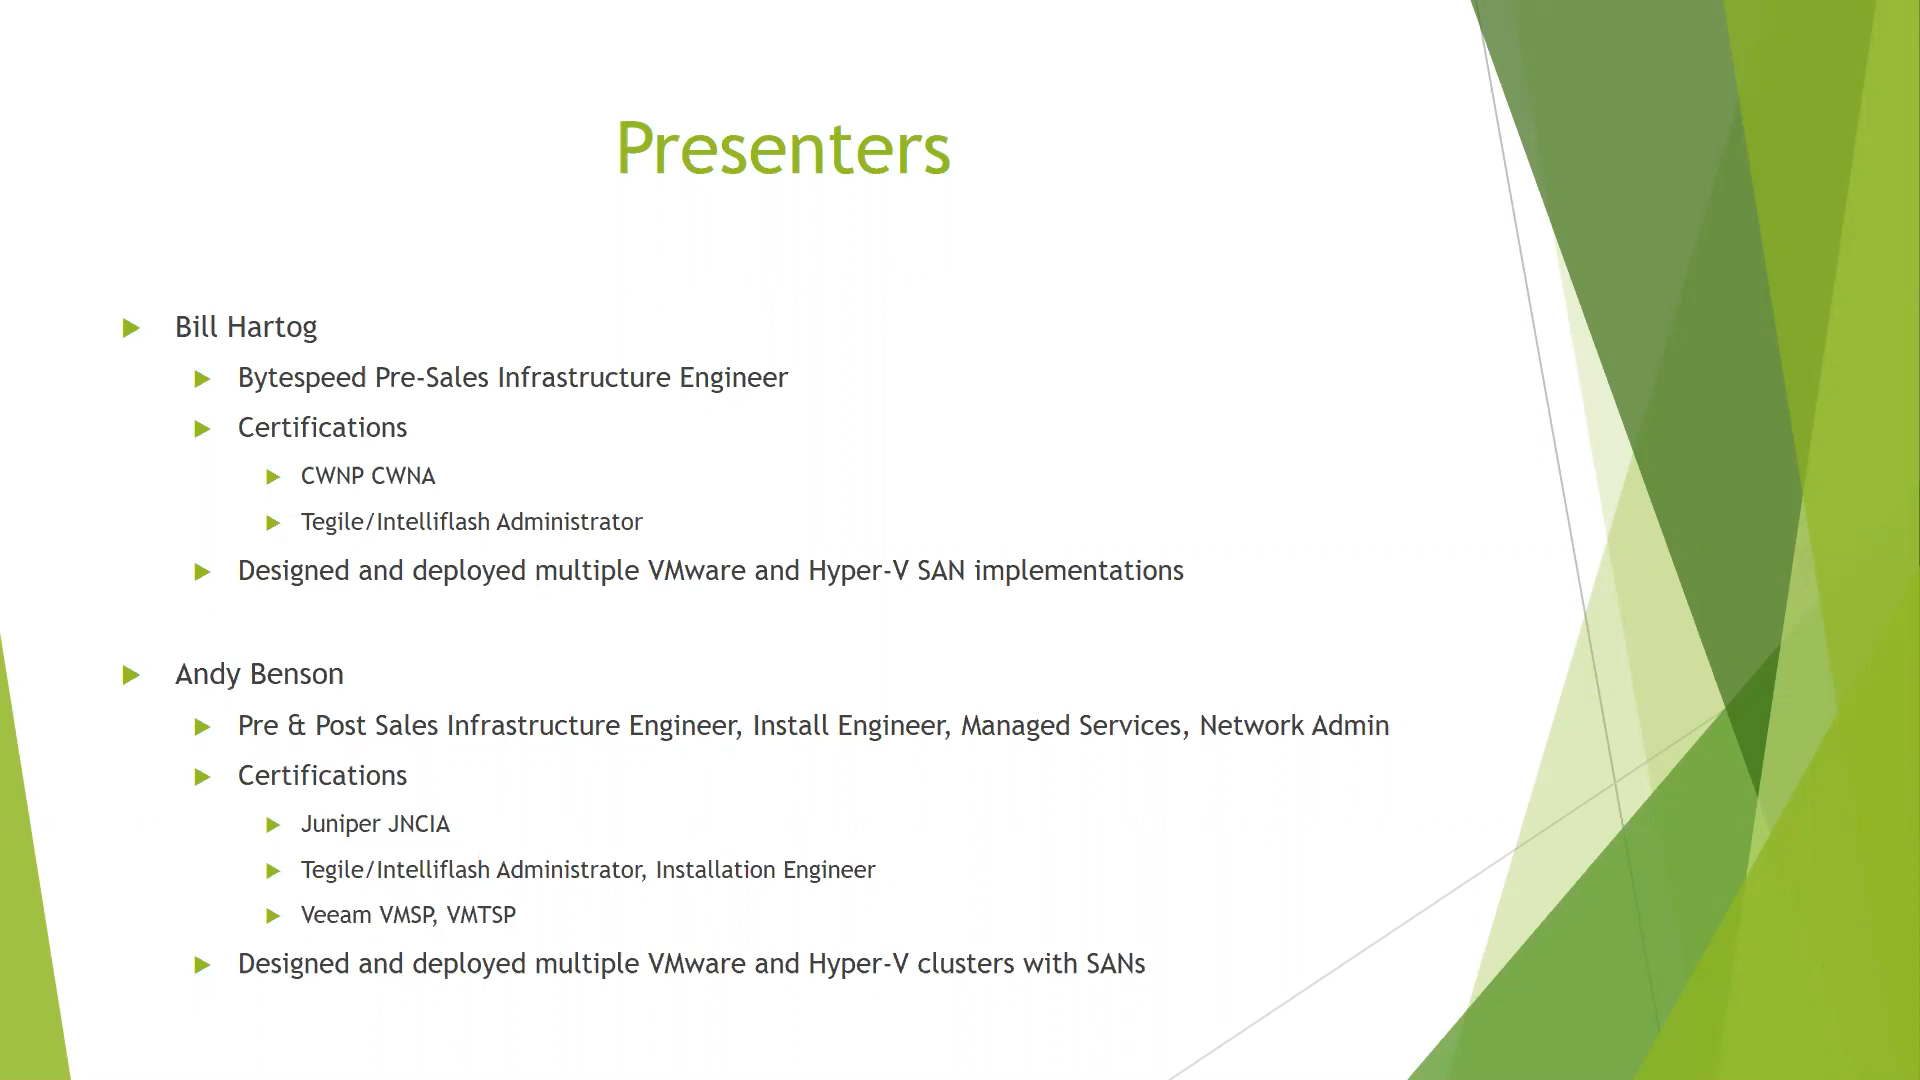 Presenters
Bill Hartog
Bytespeed Pre-Sales Infrastructure Engineer
Certifications
CWNP CWNA
Tegile/Intelliflash Administrator
Designed and deployed multiple VMware and Hyper-V SAN implementations
Andy Benson
Pre & Post Sales Infrastructure Engineer, Install Engineer, Managed Services, Network Admin
Certifications
Juniper JNCIA
Tegile/Intelliflash Administrator, Installation Engineer
Veeam VMSP, VMTSP
Designed and deployed multiple VMware and Hyper-V clusters with SANs